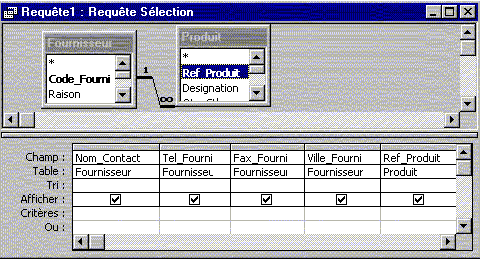 Requête1 : Requête Sélection
Fournisseur
*
Code_Fourni
Raison
1
∞
Produit
*
Ref_Produit
Designation
Champ : Nom_Contact Tel_Fourni Fax_Fourni Ville_Fourni Ref_Produit
Table : Fournisseur Fournisseu Fournisseu Fournisseur Produit
Tri :
Afficher :
Critères :
Ou :